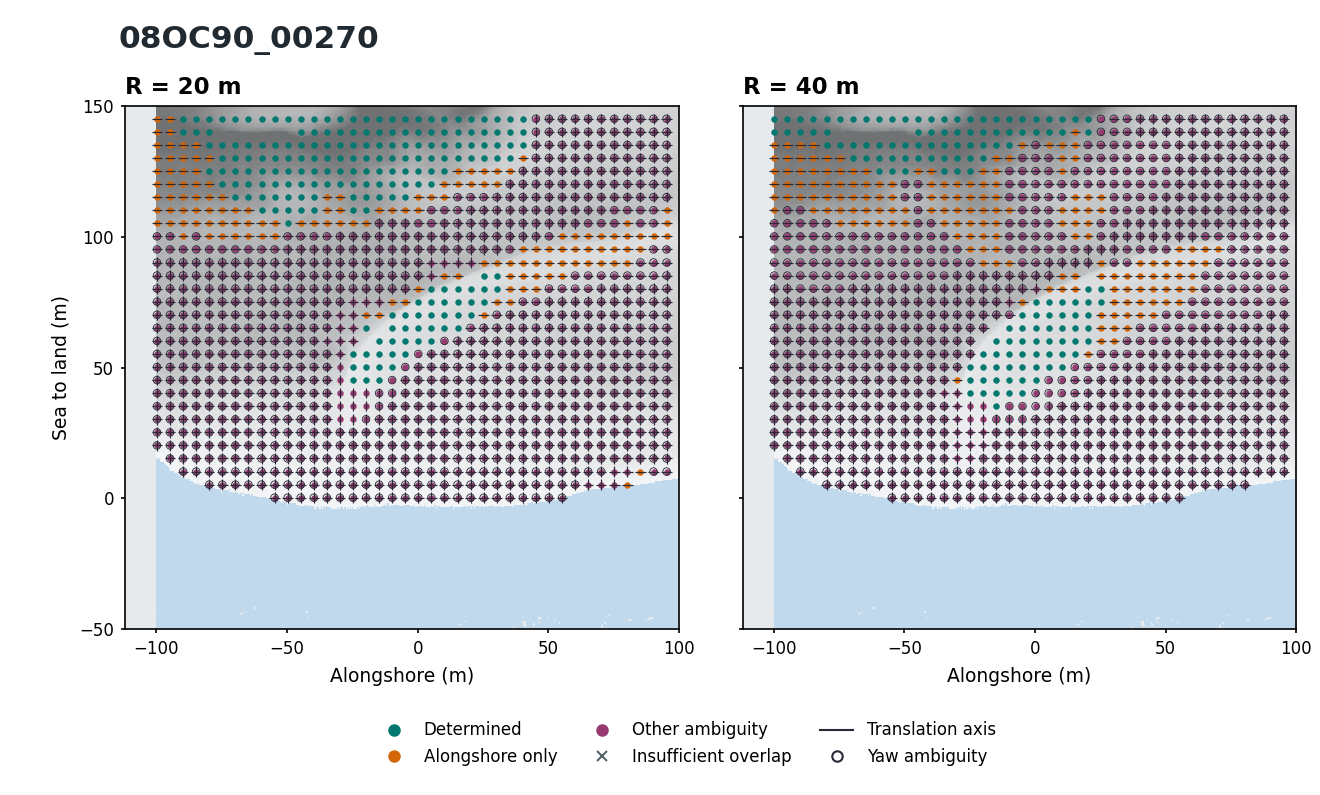 08OC90_00270
R = 20 m
R = 40 m
150
100
50
0
−50
Sea to land (m)
−100
−50
0
50
100
−100
−50
0
50
100
Alongshore (m)
Alongshore (m)
Determined
Other ambiguity
Translation axis
Alongshore only
Insufficient overlap
Yaw ambiguity